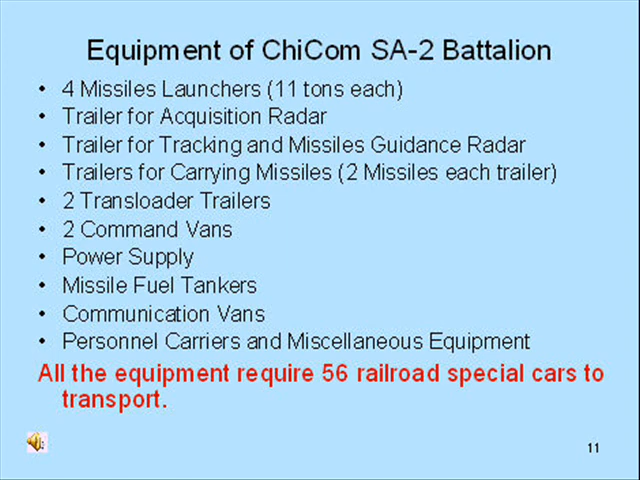 Equipment of ChiCom SA-2 Battalion
• 4 Missiles Launchers (11 tons each)
• Trailer for Acquisition Radar
• Trailer for Tracking and Missiles Guidance Radar
• Trailers for Carrying Missiles (2 Missiles each trailer)
• 2 Transloader Trailers
• 2 Command Vans
• Power Supply
• Missile Fuel Tankers
• Communication Vans
• Personnel Carriers and Miscellaneous Equipment
All the equipment require 56 railroad special cars to
transport.
11